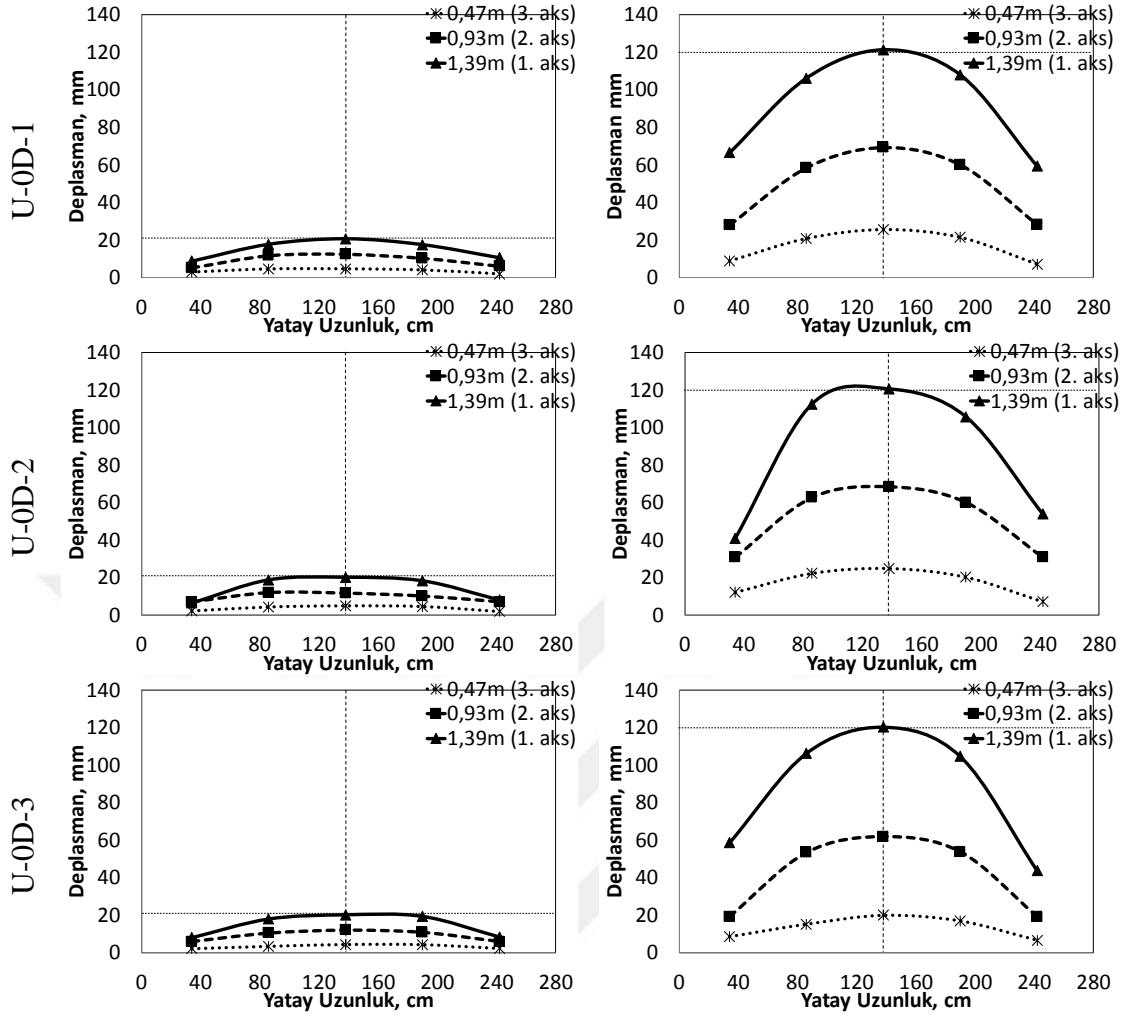 U-0D-1
140
120
100
80
60
40
20
0
Deplasman, mm
0,47m (3. aks)
0,93m (2. aks)
1,39m (1. aks)
0 40 80 120 160 200 240 280
Yatay Uzunluk, cm
140
120
100
80
60
40
20
0
Deplasman mm
0,47m (3. aks)
0,93m (2. aks)
1,39m (1. aks)
0 40 80 120 160 200 240 280
Yatay Uzunluk, cm
U-0D-2
140
120
100
80
60
40
20
0
Deplasman, mm
0,47m (3. aks)
0,93m (2. aks)
1,39m (1. aks)
0 40 80 120 160 200 240 280
Yatay Uzunluk, cm
140
120
100
80
60
40
20
0
Deplasman, mm
0,47m (3. aks)
0,93m (2. aks)
1,39m (1. aks)
0 40 80 120 160 200 240 280
Yatay Uzunluk, cm
U-0D-3
140
120
100
80
60
40
20
0
Deplasman, mm
0,47m (3. aks)
0,93m (2. aks)
1,39m (1. aks)
0 40 80 120 160 200 240 280
Yatay Uzunluk, cm
140
120
100
80
60
40
20
0
Deplasman, mm
0,47m (3. aks)
0,93m (2. aks)
1,39m (1. aks)
0 40 80 120 160 200 240 280
Yatay Uzunluk, cm